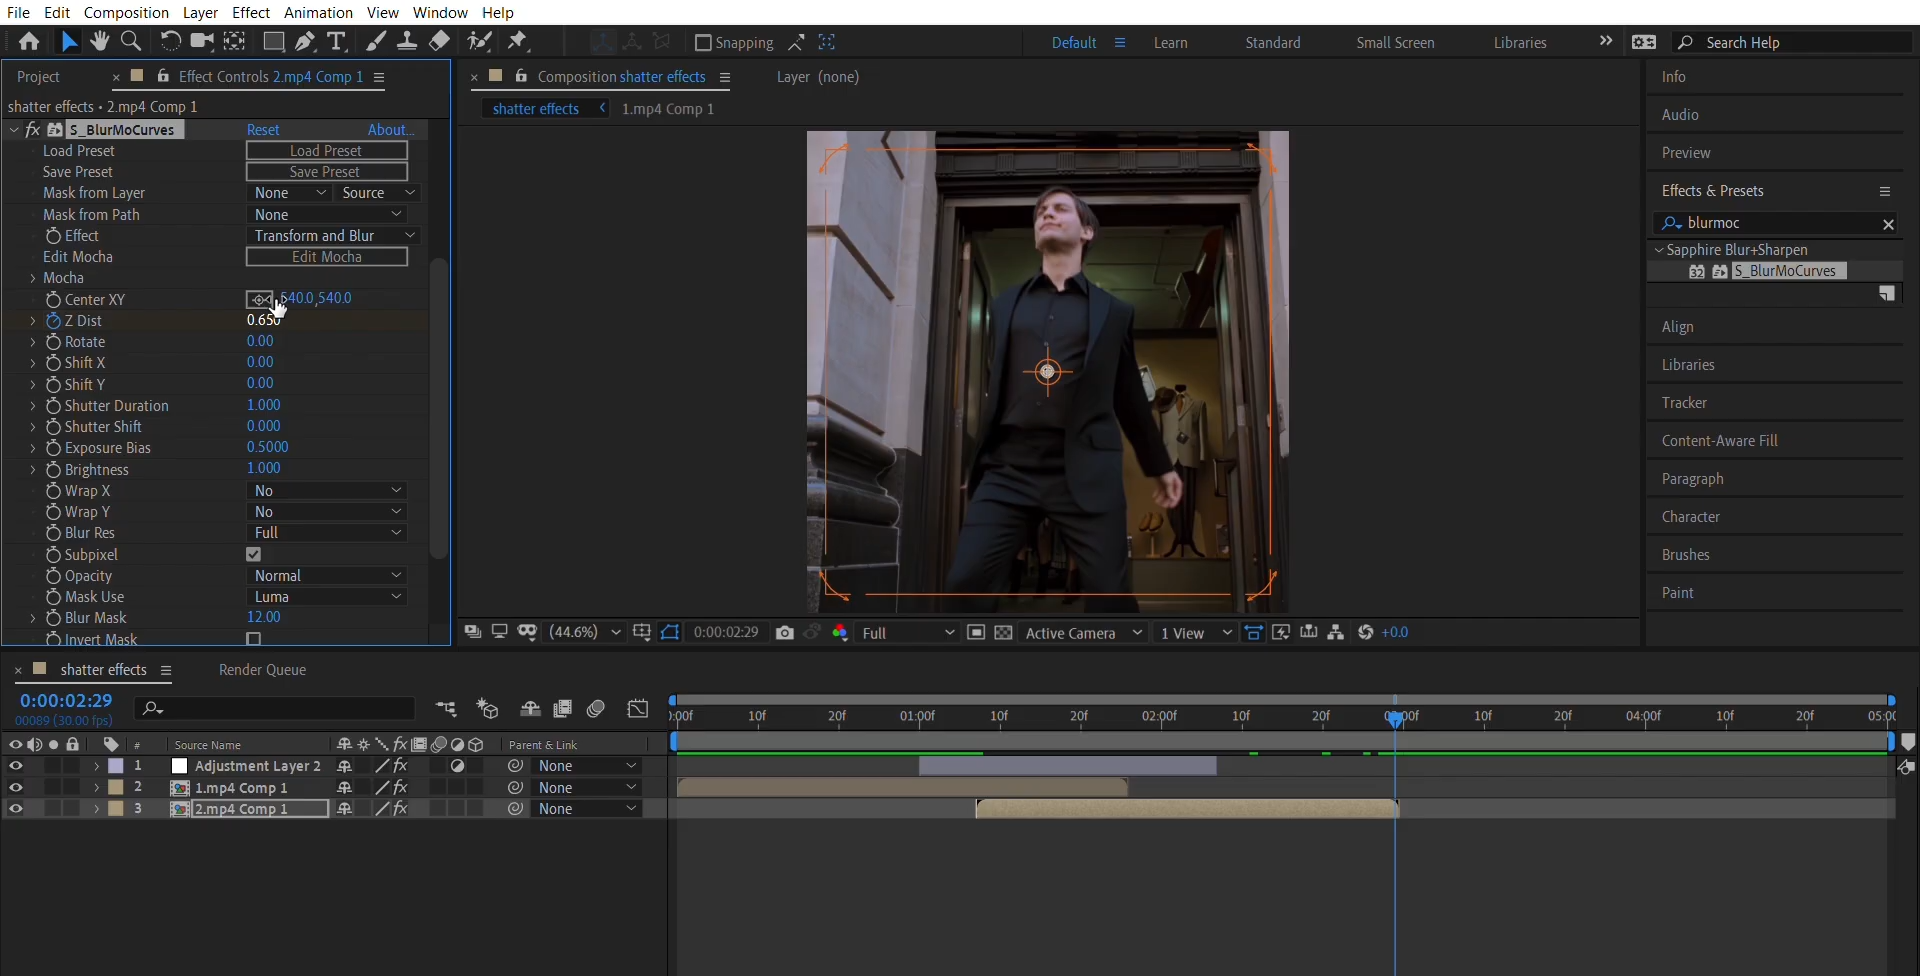 File Edit Composition Layer Effect Animation View Window Help
Snapping Default Learn Standard Small Screen Libraries Search Help
Project Effect Controls 2.mp4 Comp 1
Composition shatter effects Layer (none)
shatter effects • 2.mp4 Comp 1
shatter effects 1.mp4 Comp 1
fx S_BlurMoCurves Reset About...
Load Preset Load Preset
Save Preset Save Preset
Mask from Layer None Source
Mask from Path None
Effect Transform and Blur
Edit Mocha Edit Mocha
Mocha
Center XY 540.0,540.0
Z Dist 0.650
Rotate 0.00
Shift X 0.00
Shift Y 0.00
Shutter Duration 1.000
Shutter Shift 0.000
Exposure Bias 0.5000
Brightness 1.000
Wrap X No
Wrap Y No
Blur Res Full
Subpixel
Opacity Normal
Mask Use Luma
Blur Mask 12.00
Invert Mask
(44.6%) 0:00:02:29 Full Active Camera 1 View +0.0
Info
Audio
Preview
Effects & Presets
blurmoc
Sapphire Blur+Sharpen
32 S_BlurMoCurves
Align
Libraries
Tracker
Content-Aware Fill
Paragraph
Character
Brushes
Paint
shatter effects Render Queue
0:00:02:29
00089 (30.00 fps)
10f 20f 01:00f 10f 20f 02:00f 10f 20f 10f 20f 04:00f 10f 20f
# Source Name fx Parent & Link
1 Adjustment Layer 2 fx None
2 1.mp4 Comp 1 fx None
3 2.mp4 Comp 1 fx None